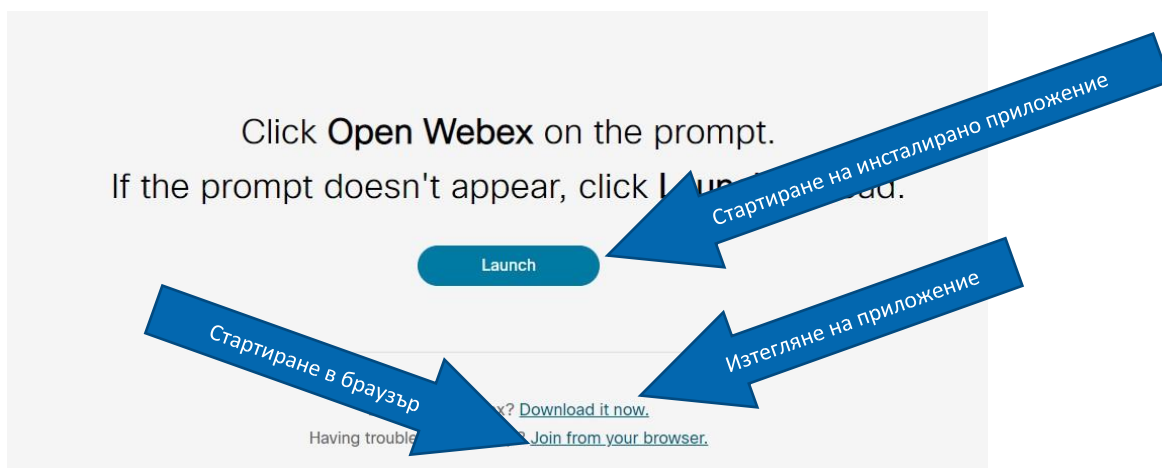 Click Open Webex on the prompt.
If the prompt doesn't appear, click
Стартиране на инсталирано приложение
Launch
Изтегляне на приложение
Стартиране в браузър
Download it now.
Having trouble Join from your browser.